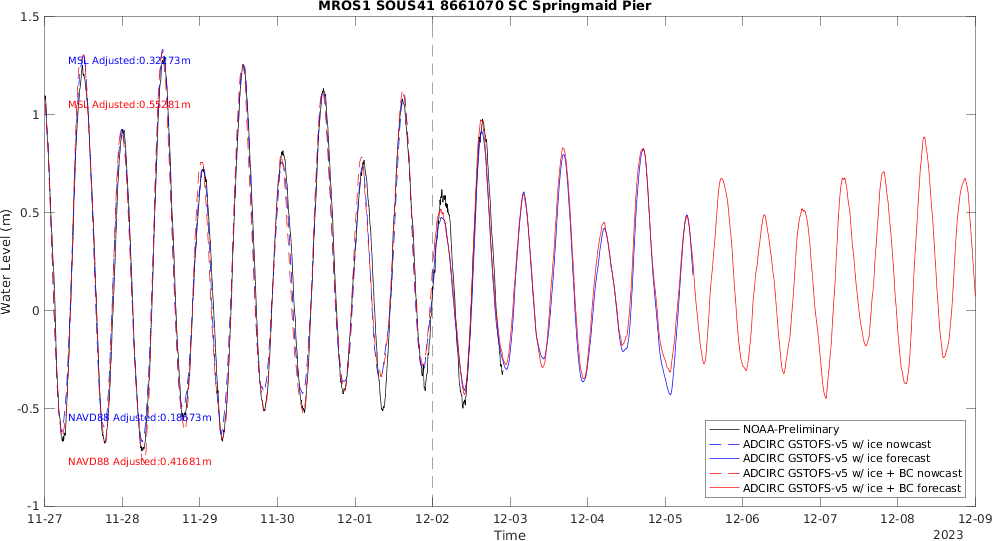 MROS1 SOUS41 8661070 SC Springmaid Pier
1.5
1
0.5
0
-0.5
-1
Water Level (m)
MSL Adjusted:0.32273m
MSL Adjusted:0.55281m
NAVD88 Adjusted:0.18673m
NAVD88 Adjusted:0.41681m
NOAA-Preliminary
ADCIRC GSTOFS-v5 w/ ice nowcast
ADCIRC GSTOFS-v5 w/ ice forecast
ADCIRC GSTOFS-v5 w/ ice + BC nowcast
ADCIRC GSTOFS-v5 w/ ice + BC forecast
11-27 11-28 11-29 11-30 12-01 12-02 12-03 12-04 12-05 12-06 12-07 12-08 12-09
Time
2023